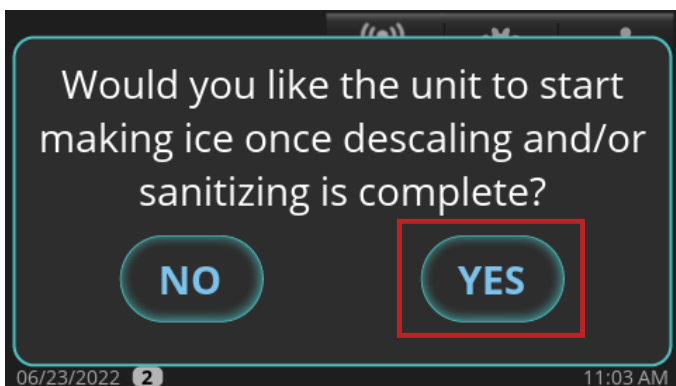 Would you like the unit to start
making ice once descaling and/or
sanitizing is complete?
NO YES
06/23/2022 2 11:03 AM